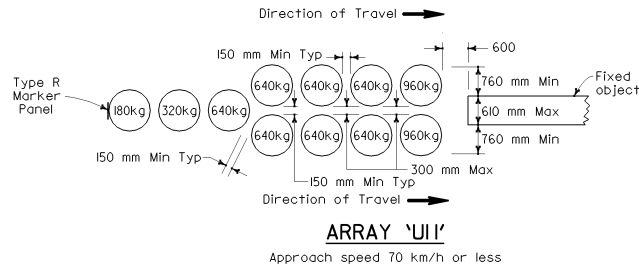 Direction of Travel
150 mm Min Typ
600
Type R
Marker
Panel
640kg 640kg 640kg 960kg
760 mm Min
Fixed
object
180kg 320kg 640kg
610 mm Max
640kg 640kg 640kg 960kg
760 mm Min
150 mm Min Typ
300 mm Max
150 mm Min Typ
Direction of Travel
ARRAY 'U11'
Approach speed 70 km/h or less